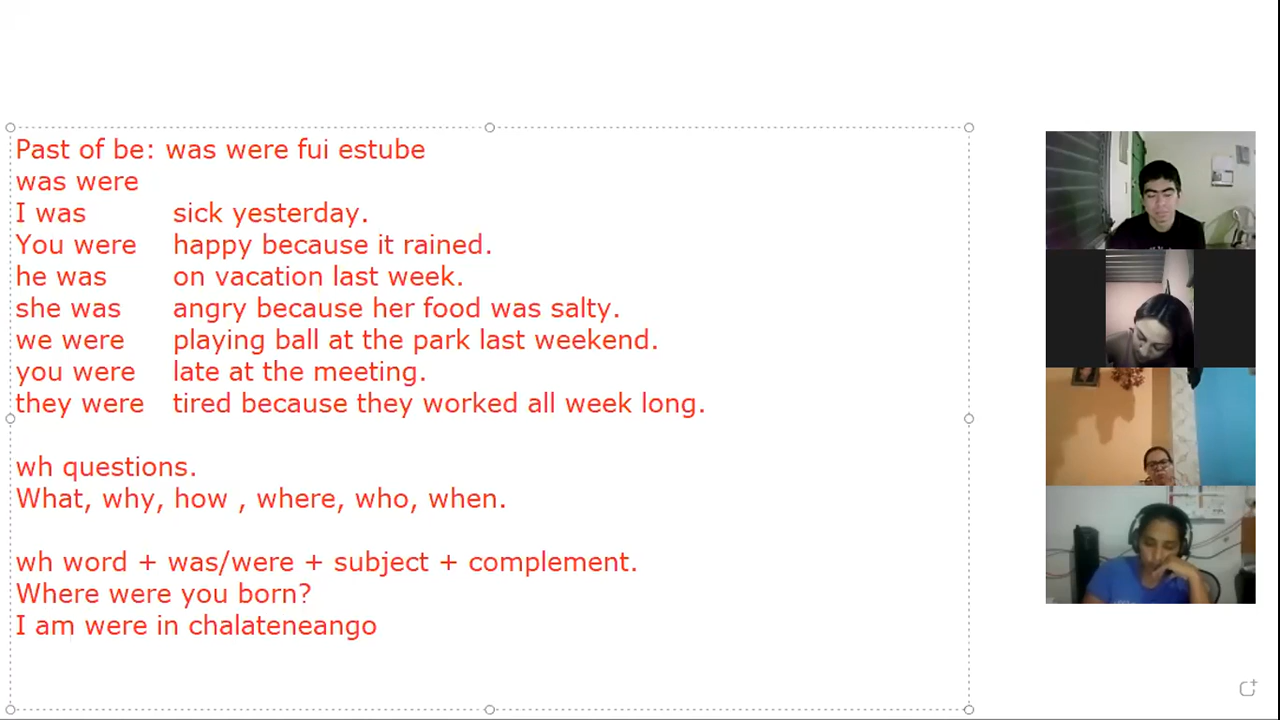 Past of be: was were fui estube
was were
I was sick yesterday.
You were happy because it rained.
he was on vacation last week.
she was angry because her food was salty.
we were playing ball at the park last weekend.
you were late at the meeting.
they were tired because they worked all week long.
wh questions.
What, why, how , where, who, when.
wh word + was/were + subject + complement.
Where were you born?
I am were in chalateneango